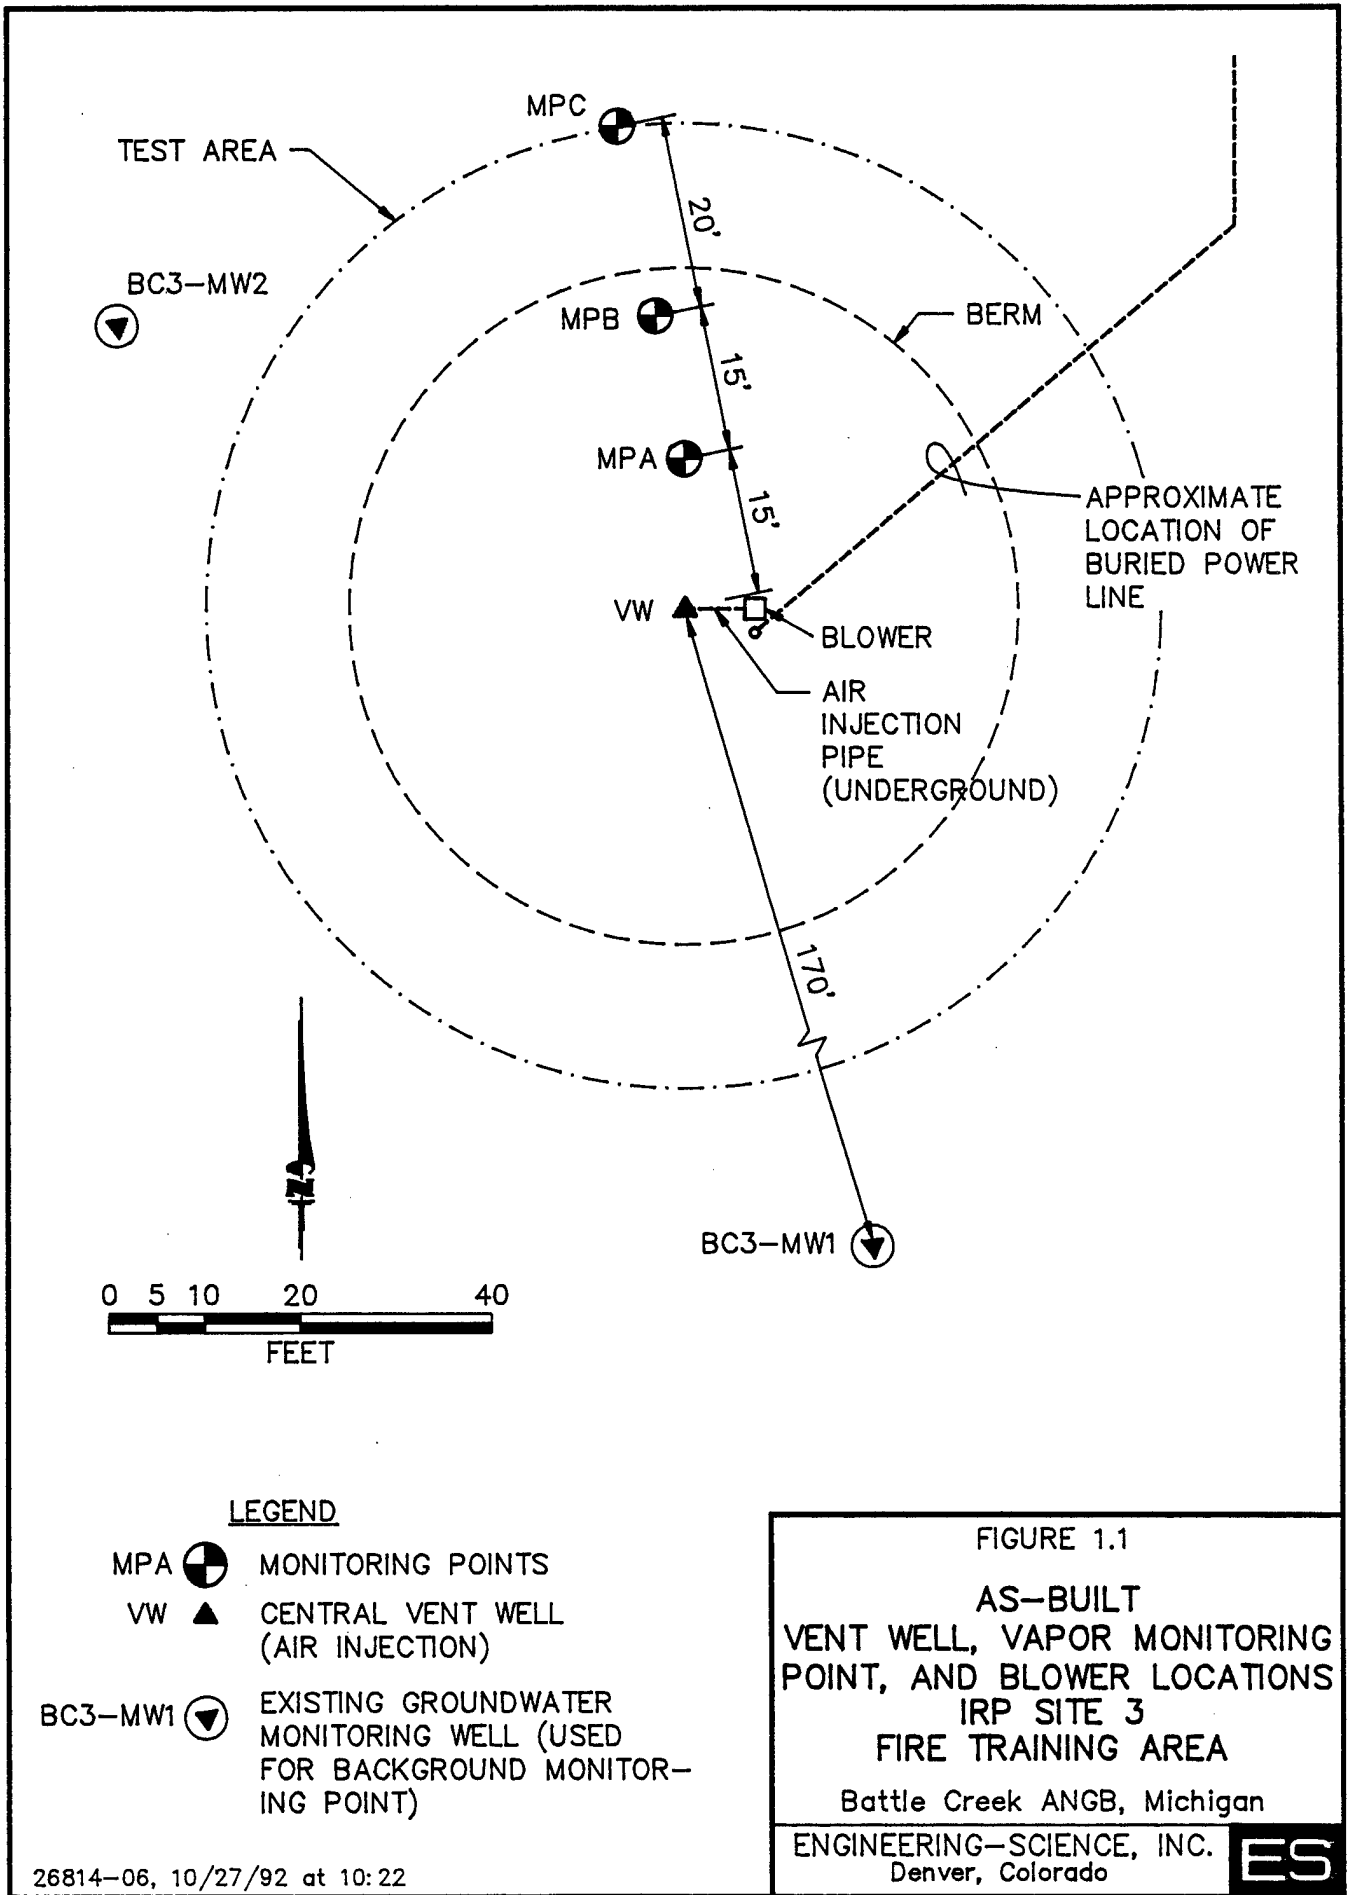 MPC
TEST AREA
20'
BC3-MW2
MPB
BERM
15'
MPA
15'
APPROXIMATE
LOCATION OF
BURIED POWER
LINE
VW
BLOWER
AIR
INJECTION
PIPE
(UNDERGROUND)
170'
N
BC3-MW1
0 5 10 20 40
FEET
LEGEND
MPA MONITORING POINTS
VW CENTRAL VENT WELL
(AIR INJECTION)
BC3-MW1 EXISTING GROUNDWATER
MONITORING WELL (USED
FOR BACKGROUND MONITOR-
ING POINT)
FIGURE 1.1
AS-BUILT
VENT WELL, VAPOR MONITORING
POINT, AND BLOWER LOCATIONS
IRP SITE 3
FIRE TRAINING AREA
Battle Creek ANGB, Michigan
ENGINEERING-SCIENCE, INC.
Denver, Colorado
ES
26814-06, 10/27/92 at 10:22